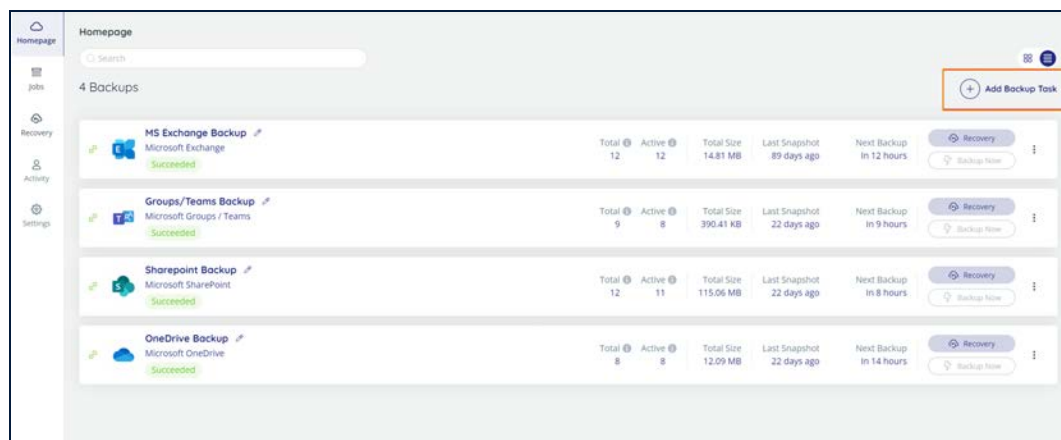 Homepage
Jobs
Recovery
Activity
Settings
Homepage
Search
4 Backups
Add Backup Task
MS Exchange Backup
Microsoft Exchange
Succeeded
Total Active Total Size Last Snapshot Next Backup
12 12 14.81 MB 89 days ago In 12 hours
Recovery
Backup Now
Groups/Teams Backup
Microsoft Groups / Teams
Succeeded
Total Active Total Size Last Snapshot Next Backup
9 8 390.41 KB 22 days ago In 9 hours
Recovery
Backup Now
Sharepoint Backup
Microsoft SharePoint
Succeeded
Total Active Total Size Last Snapshot Next Backup
12 11 115.06 MB 22 days ago In 8 hours
Recovery
Backup Now
OneDrive Backup
Microsoft OneDrive
Succeeded
Total Active Total Size Last Snapshot Next Backup
8 8 12.09 MB 22 days ago In 14 hours
Recovery
Backup Now